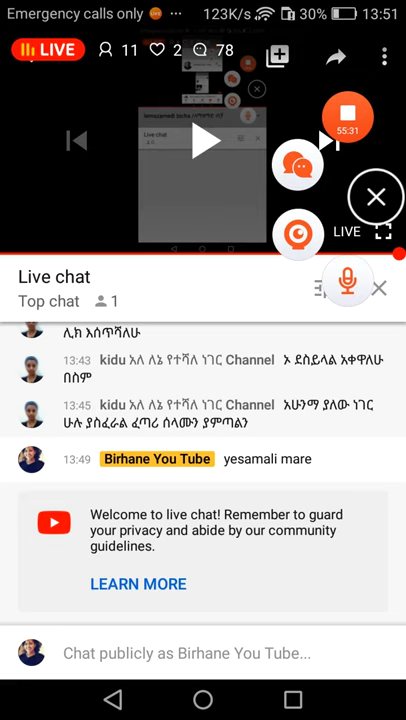 Emergency calls only ... 123K/s 30% 13:51
LIVE 11 2 78
55:31
Live chat
LIVE
Live chat
Top chat 1
ሊክ እሰጥሻለሁ
13:43 kidu አለ ለኔ የተሻለ ነገር Channel ኦ ደስይላል አቀዋለሁ
በስም
13:45 kidu አለ ለኔ የተሻለ ነገር Channel አሁንማ ያለው ነገር
ሁሉ ያስፈራል ፈጣሪ ሰላሙን ያምጣልን
13:49 Birhane You Tube yesamali mare
Welcome to live chat! Remember to guard
your privacy and abide by our community
guidelines.
LEARN MORE
Chat publicly as Birhane You Tube...